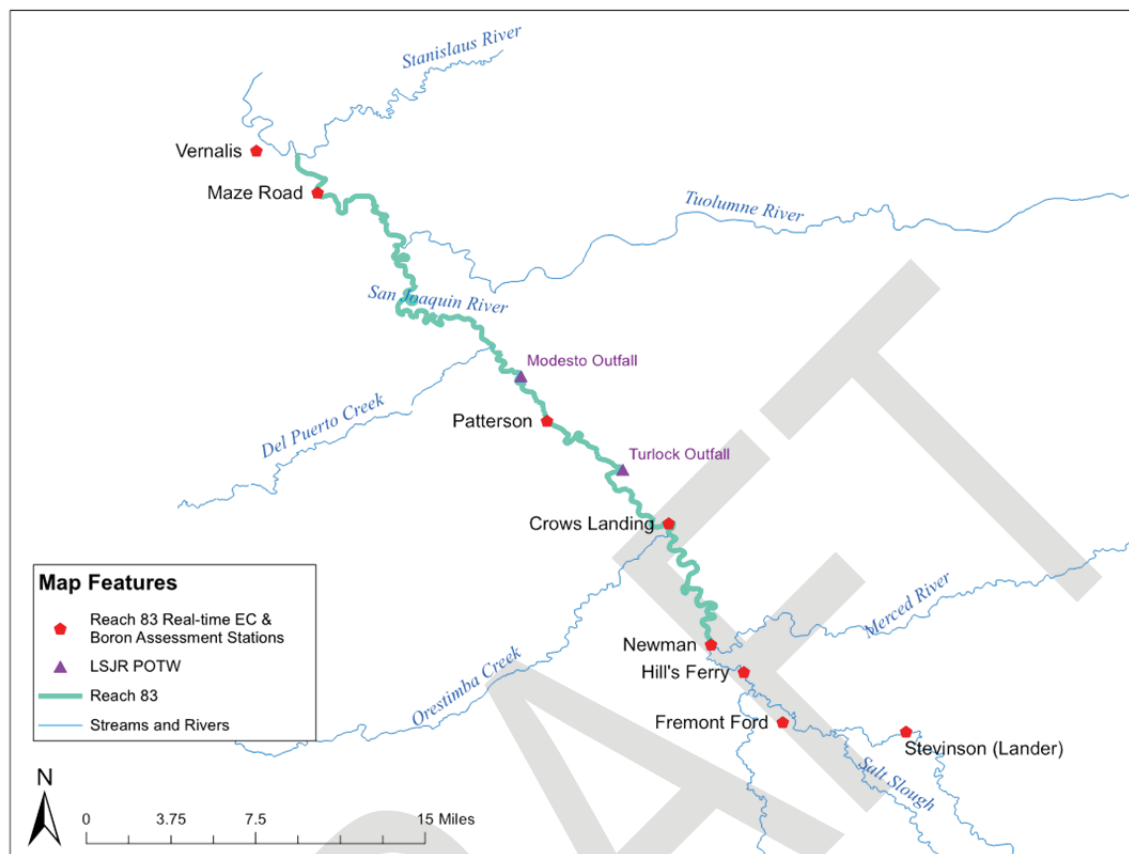 Stanislaus River
Vernalis
Maze Road
Tuolumne River
San Joaquin River
Modesto Outfall
Patterson
Del Puerto Creek
Turlock Outfall
Crows Landing
Merced River
Newman
Hill's Ferry
Orestimba Creek
Fremont Ford
Stevinson (Lander)
Salt Slough
Map Features
Reach 83 Real-time EC &
Boron Assessment Stations
LSJR POTW
Reach 83
Streams and Rivers
N
0 3.75 7.5 15 Miles
DRAFT